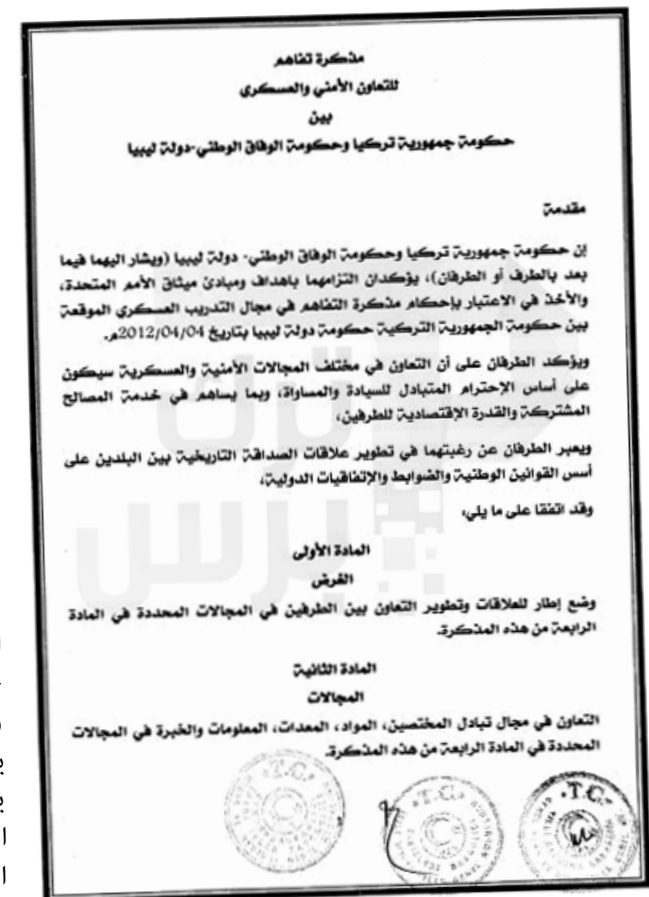 مذكرة تفاهم
للتعاون الأمني والعسكري
بين
حكومة جمهورية تركيا وحكومة الوفاق الوطني-دولة ليبيا
مقدمة
إن حكومة جمهورية تركيا وحكومة الوفاق الوطني- دولة ليبيا (ويشار اليهما فيما
بعد بالطرف أو الطرفان)، يؤكدان التزامهما باهداف ومبادئ ميثاق الأمم المتحدة،
والأخذ في الاعتبار بإحكام مذكرة التفاهم في مجال التدريب العسكري الموقعة
بين حكومة الجمهورية التركية حكومة دولة ليبيا بتاريخ 2012/04/04م.
ويؤكد الطرفان على أن التعاون في مختلف المجالات الأمنية والعسكرية سيكون
على أساس الإحترام المتبادل للسيادة والمساواة، وبما يساهم في خدمة المصالح
المشتركة والقدرة الإقتصادية للطرفين،
ويعبر الطرفان عن رغبتهما في تطوير علاقات الصداقة التاريخية بين البلدين على
أسس القوانين الوطنية والضوابط والإتفاقيات الدولية،
وقد اتفقا على ما يلي،
المادة الأولى
الغرض
وضع إطار للعلاقات وتطوير التعاون بين الطرفين في المجالات المحددة في المادة
الرابعة من هذه المذكرة.
المادة الثانية
المجالات
التعاون في مجال تبادل المختصين، المواد، المعدات، المعلومات والخبرة في المجالات
المحددة في المادة الرابعة من هذه المذكرة.
ترك
برس
T.C.
T.C.
T.C.